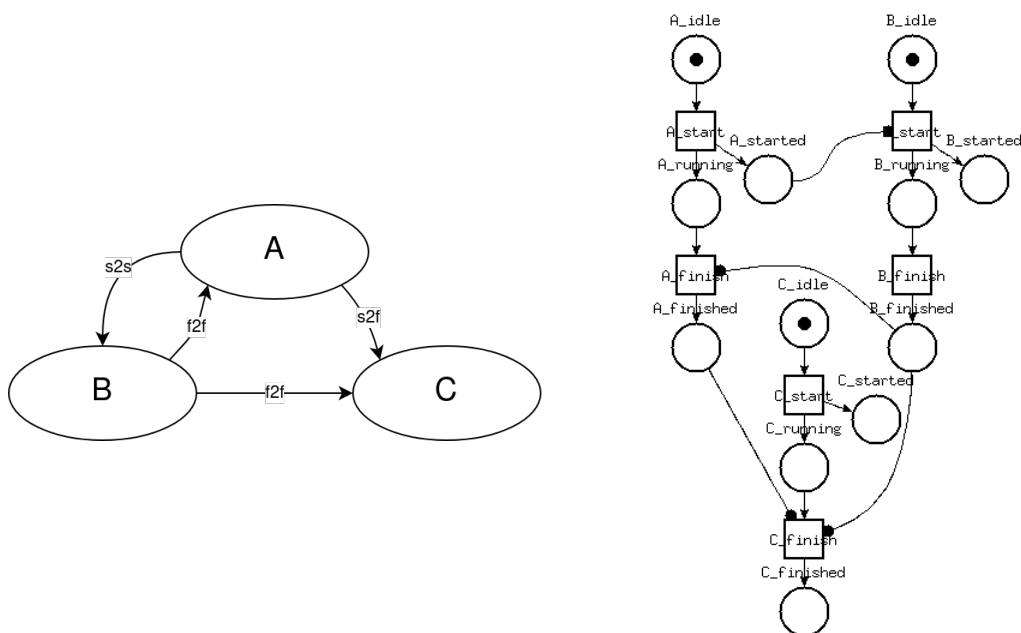 A
s2s
s2f
f2f
B
f2f
C
A_idle
B_idle
A_start
A_started
_start
B_started
A_running
B_running
A_finish
B_finish
C_idle
A_finished
B_finished
C_start
C_started
C_running
C_finish
C_finished